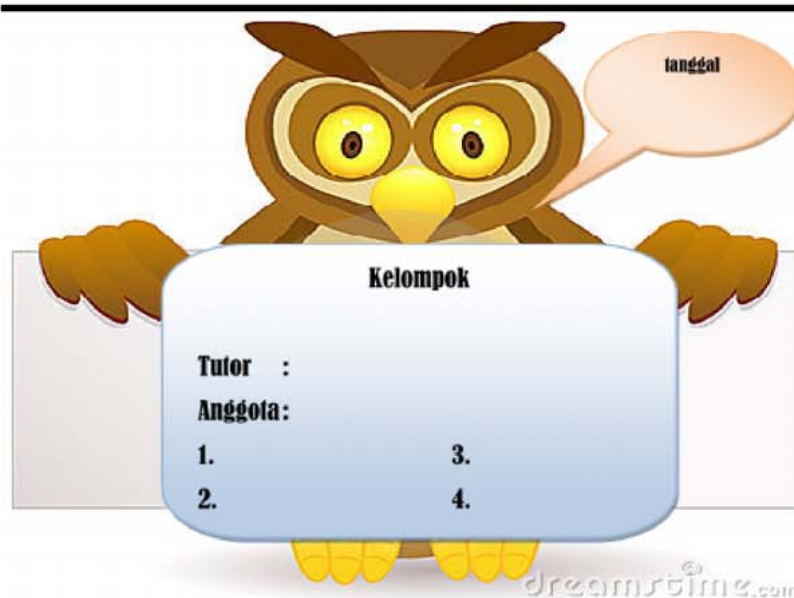 tanggal
Kelompok
Tutor :
Anggota:
1. 3.
2. 4.
dreamstime.com